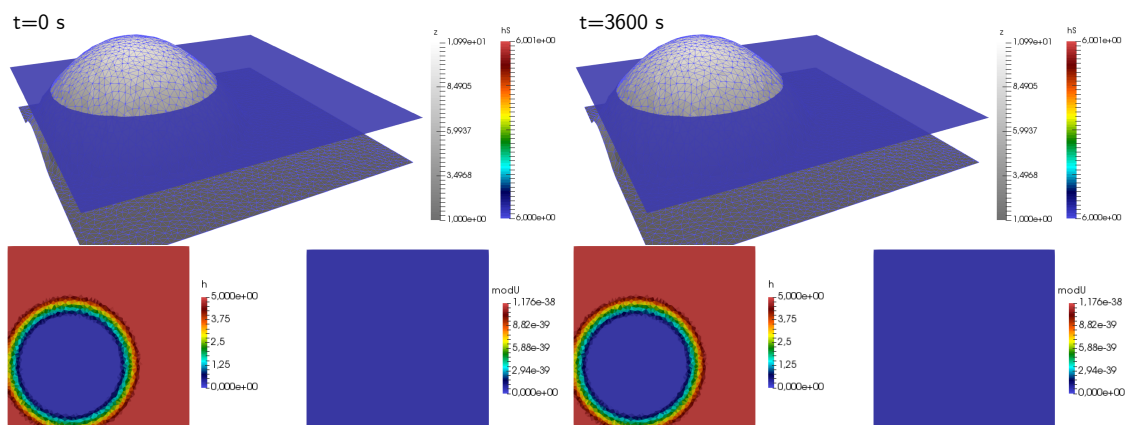 t=0 s
z
1,099e+01
8,4905
5,9937
3,4968
1,000e+00
hS
6,001e+00
6,000e+00
t=3600 s
z
1,099e+01
8,4905
5,9937
3,4968
1,000e+00
hS
6,001e+00
6,000e+00
h
5,000e+00
3,75
2,5
1,25
0,000e+00
modU
1,176e-38
8,82e-39
5,88e-39
2,94e-39
0,000e+00
h
5,000e+00
3,75
2,5
1,25
0,000e+00
modU
1,176e-38
8,82e-39
5,88e-39
2,94e-39
0,000e+00